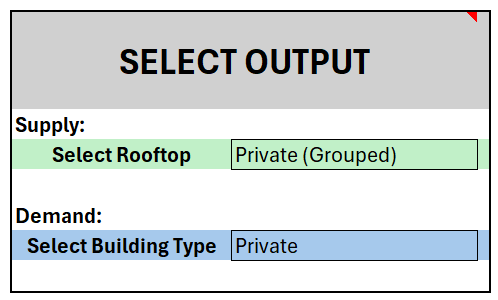 SELECT OUTPUT
Supply:
Select Rooftop Private (Grouped)
Demand:
Select Building Type Private